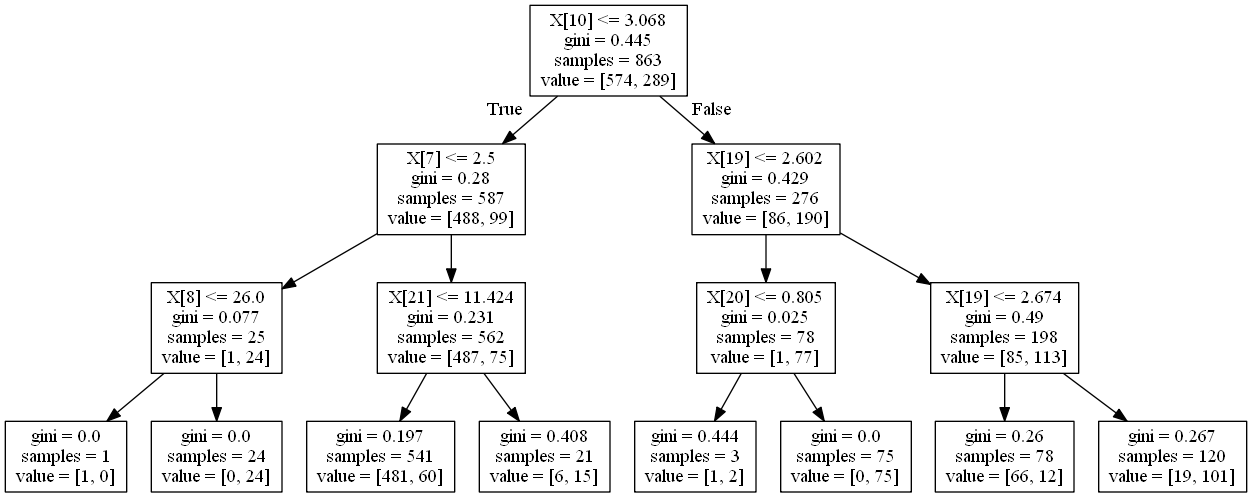 X[10] <= 3.068
gini = 0.445
samples = 863
value = [574, 289]
True
False
X[7] <= 2.5
gini = 0.28
samples = 587
value = [488, 99]
X[19] <= 2.602
gini = 0.429
samples = 276
value = [86, 190]
X[8] <= 26.0
gini = 0.077
samples = 25
value = [1, 24]
X[21] <= 11.424
gini = 0.231
samples = 562
value = [487, 75]
X[20] <= 0.805
gini = 0.025
samples = 78
value = [1, 77]
X[19] <= 2.674
gini = 0.49
samples = 198
value = [85, 113]
gini = 0.0
samples = 1
value = [1, 0]
gini = 0.0
samples = 24
value = [0, 24]
gini = 0.197
samples = 541
value = [481, 60]
gini = 0.408
samples = 21
value = [6, 15]
gini = 0.444
samples = 3
value = [1, 2]
gini = 0.0
samples = 75
value = [0, 75]
gini = 0.26
samples = 78
value = [66, 12]
gini = 0.267
samples = 120
value = [19, 101]